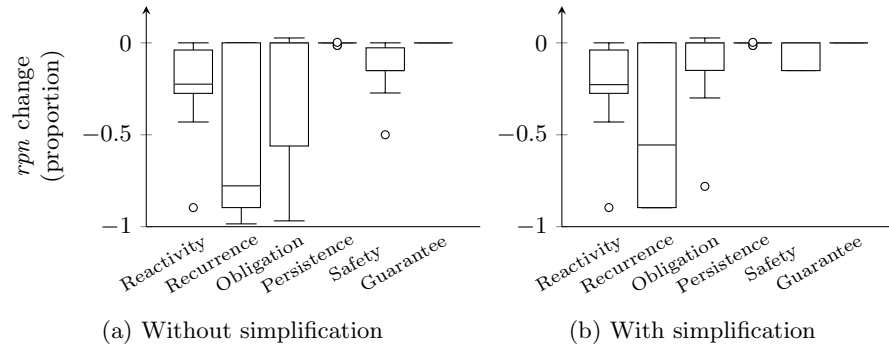 rpn change
(proportion)
0
−0.5
−1
Reactivity
Recurrence
Obligation
Persistence
Safety
Guarantee
(a) Without simplification
0
−0.5
−1
Reactivity
Recurrence
Obligation
Persistence
Safety
Guarantee
(b) With simplification